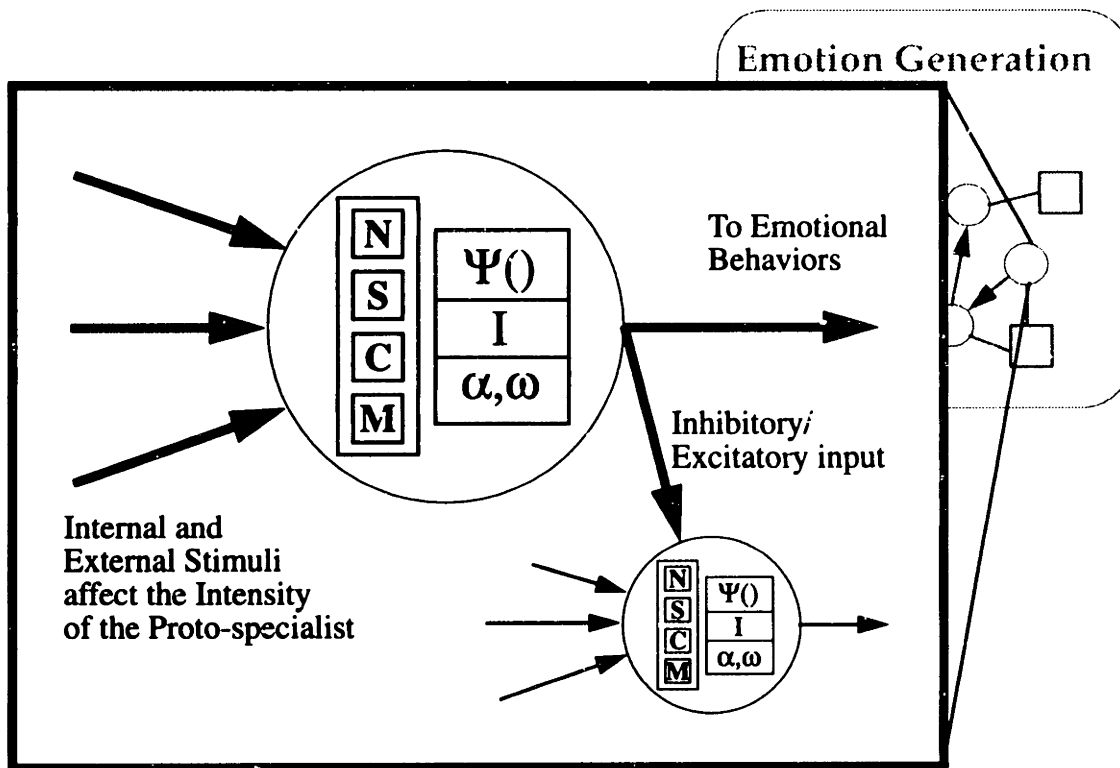 Emotion Generation
N
S
C
M
Ψ()
I
α,ω
To Emotional
Behaviors
Inhibitory/
Excitatory input
Internal and
External Stimuli
affect the Intensity
of the Proto-specialist
N
S
C
M
Ψ()
I
α,ω